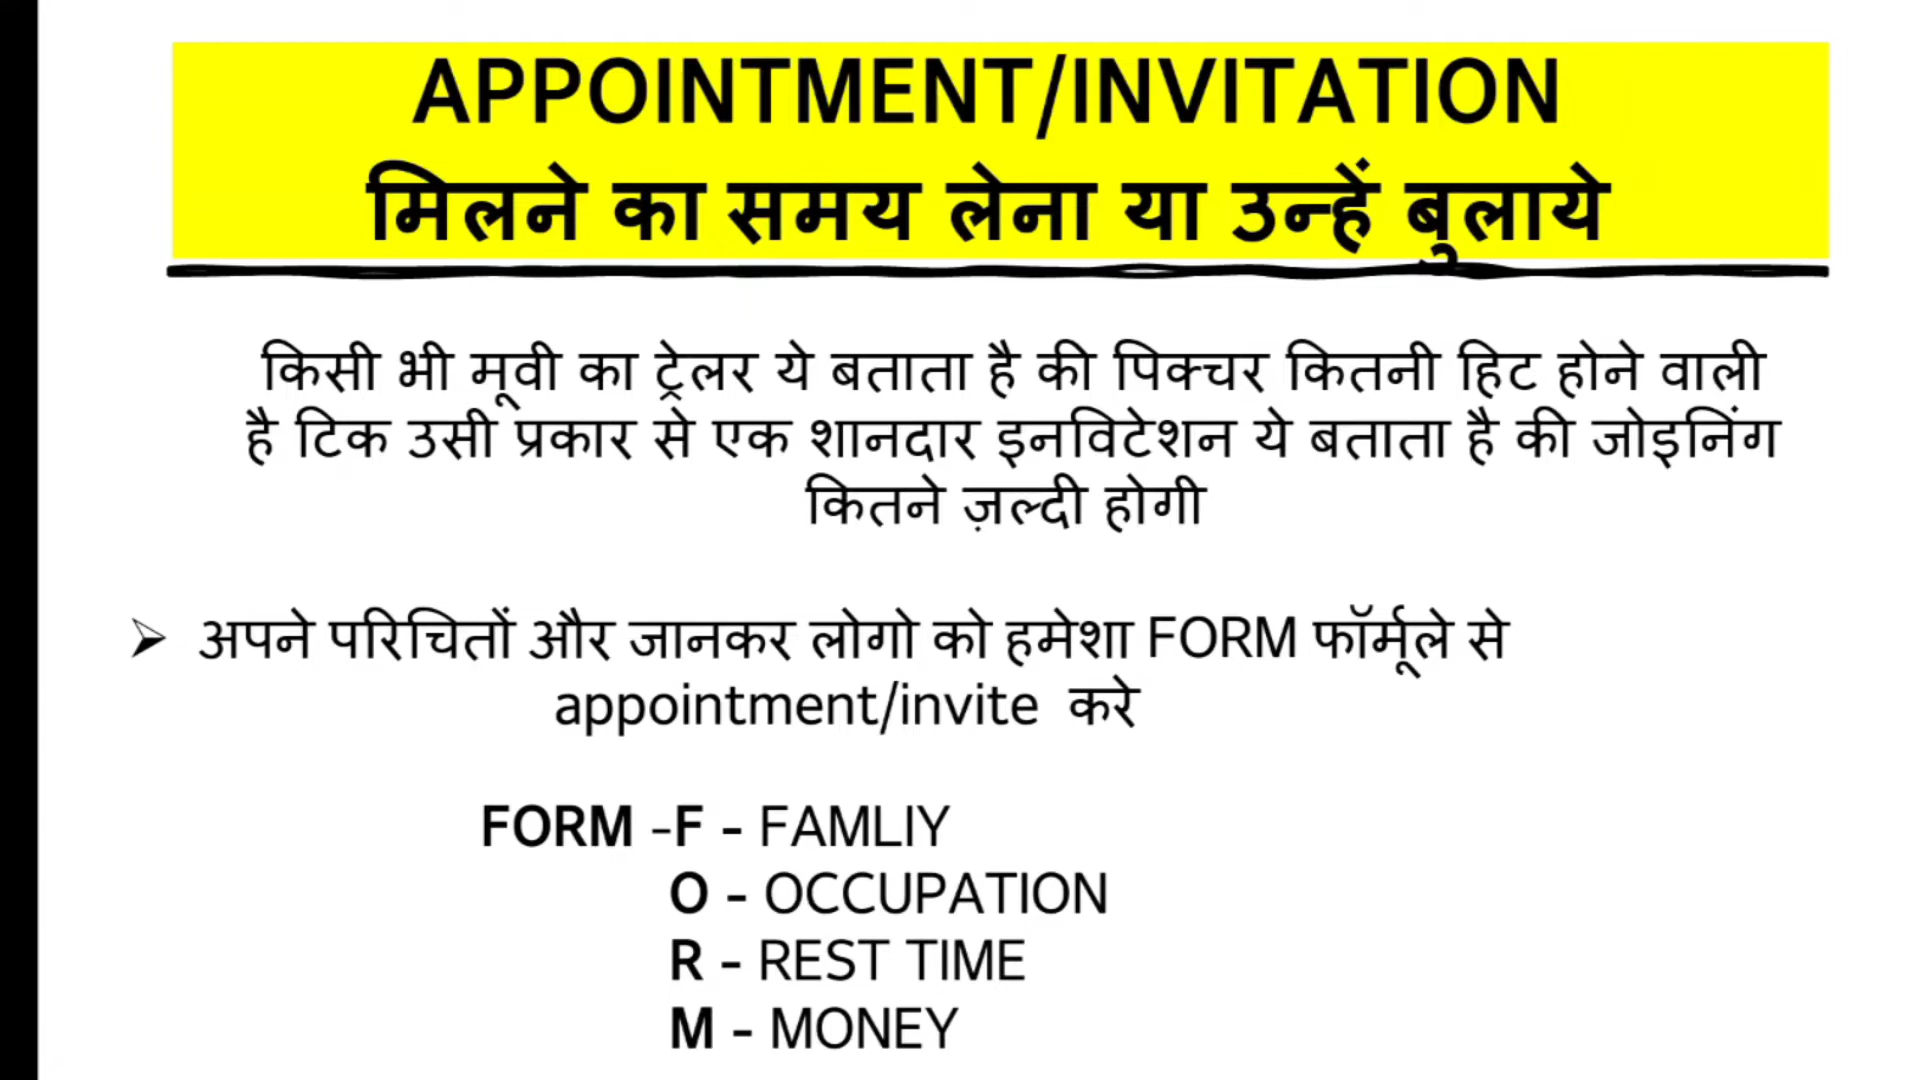 APPOINTMENT/INVITATION
मिलने का समय लेना या उन्हें बुलाये
किसी भी मूवी का ट्रेलर ये बताता है की पिक्चर कितनी हिट होने वाली
है टिक उसी प्रकार से एक शानदार इनविटेशन ये बताता है की जोइनिंग
कितने ज़ल्दी होगी
➢ अपने परिचितों और जानकर लोगो को हमेशा FORM फॉर्मूले से
appointment/invite करे
FORM -F - FAMLIY
O - OCCUPATION
R - REST TIME
M - MONEY